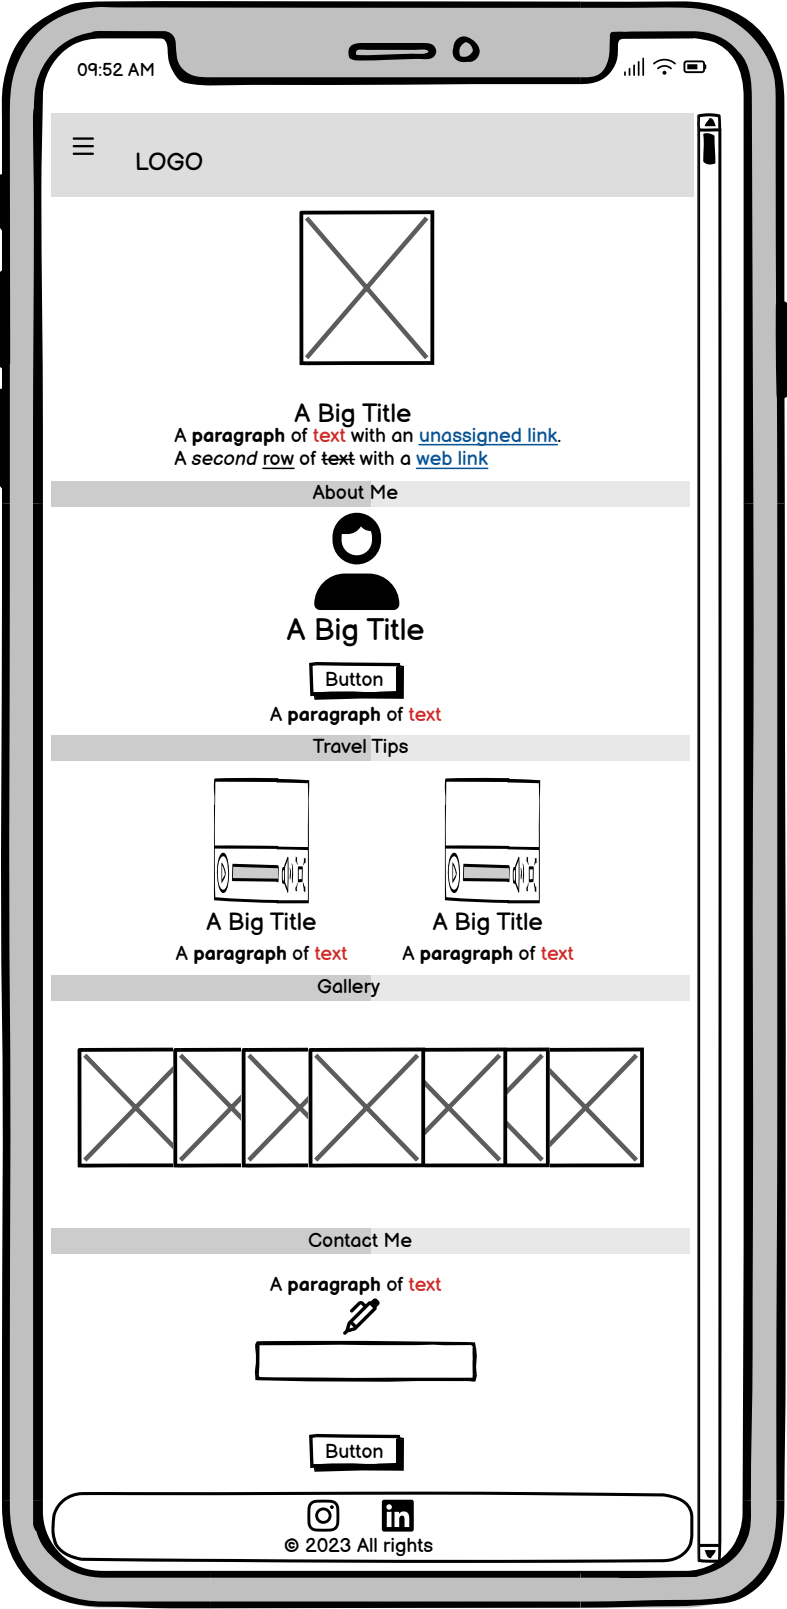 09:52 AM
LOGO
A Big Title
A paragraph of text with an unassigned link.
A second row of text with a web link
About Me
A Big Title
Button
A paragraph of text
Travel Tips
A Big Title A Big Title
A paragraph of text A paragraph of text
Gallery
Contact Me
A paragraph of text
Button
in
© 2023 All rights